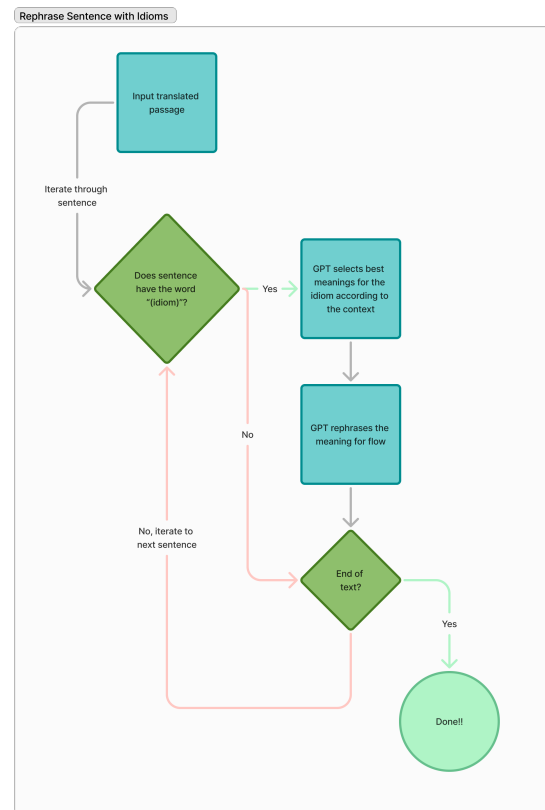 Rephrase Sentence with Idioms
Input translated
passage
Iterate through
sentence
Does sentence
have the word
"(idiom)"?
Yes
GPT selects best
meanings for the
idiom according to
the context
GPT rephrases the
meaning for flow
No
No, iterate to
next sentence
End of
text?
Yes
Done!!